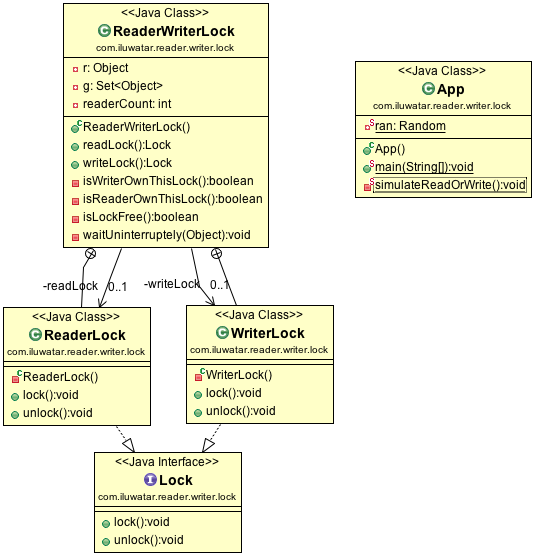 <<Java Class>>
ReaderWriterLock
com.iluwatar.reader.writer.lock
r: Object
g: Set<Object>
readerCount: int
ReaderWriterLock()
readLock():Lock
writeLock():Lock
isWriterOwnThisLock():boolean
isReaderOwnThisLock():boolean
isLockFree():boolean
waitUninterruptely(Object):void
<<Java Class>>
App
com.iluwatar.reader.writer.lock
ran: Random
App()
main(String[]):void
simulateReadOrWrite():void
-readLock
0..1
-writeLock
0..1
<<Java Class>>
ReaderLock
com.iluwatar.reader.writer.lock
ReaderLock()
lock():void
unlock():void
<<Java Class>>
WriterLock
com.iluwatar.reader.writer.lock
WriterLock()
lock():void
unlock():void
<<Java Interface>>
Lock
com.iluwatar.reader.writer.lock
lock():void
unlock():void